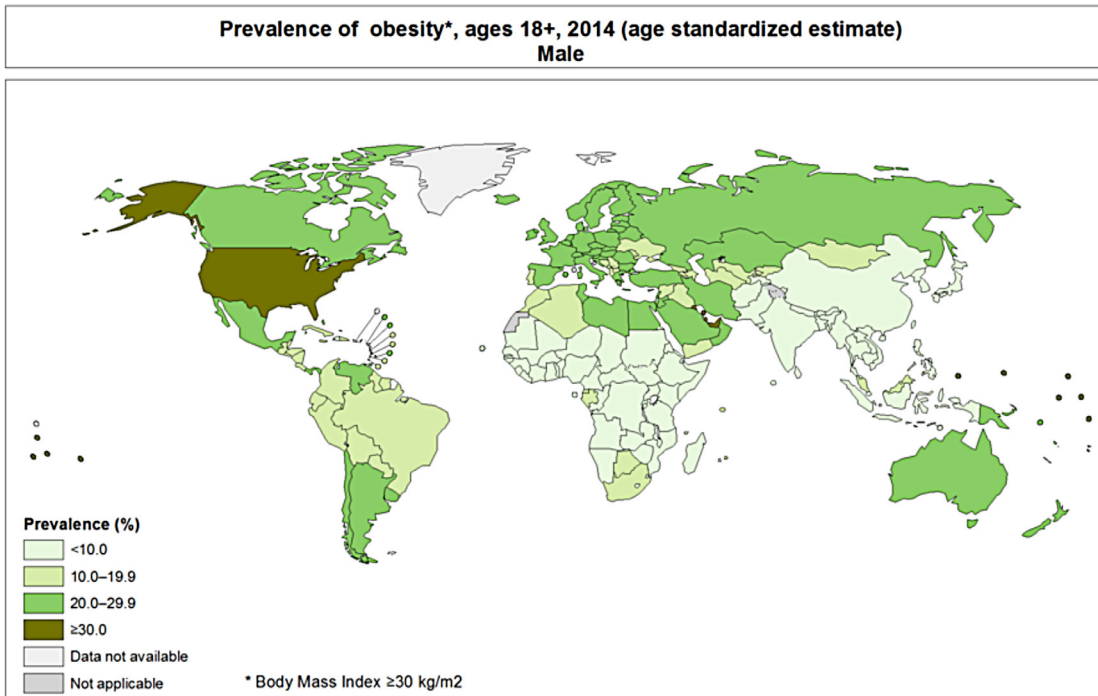 Prevalence of obesity*, ages 18+, 2014 (age standardized estimate)
Male
Prevalence (%)
<10.0
10.0–19.9
20.0–29.9
≥30.0
Data not available
Not applicable
* Body Mass Index ≥30 kg/m2